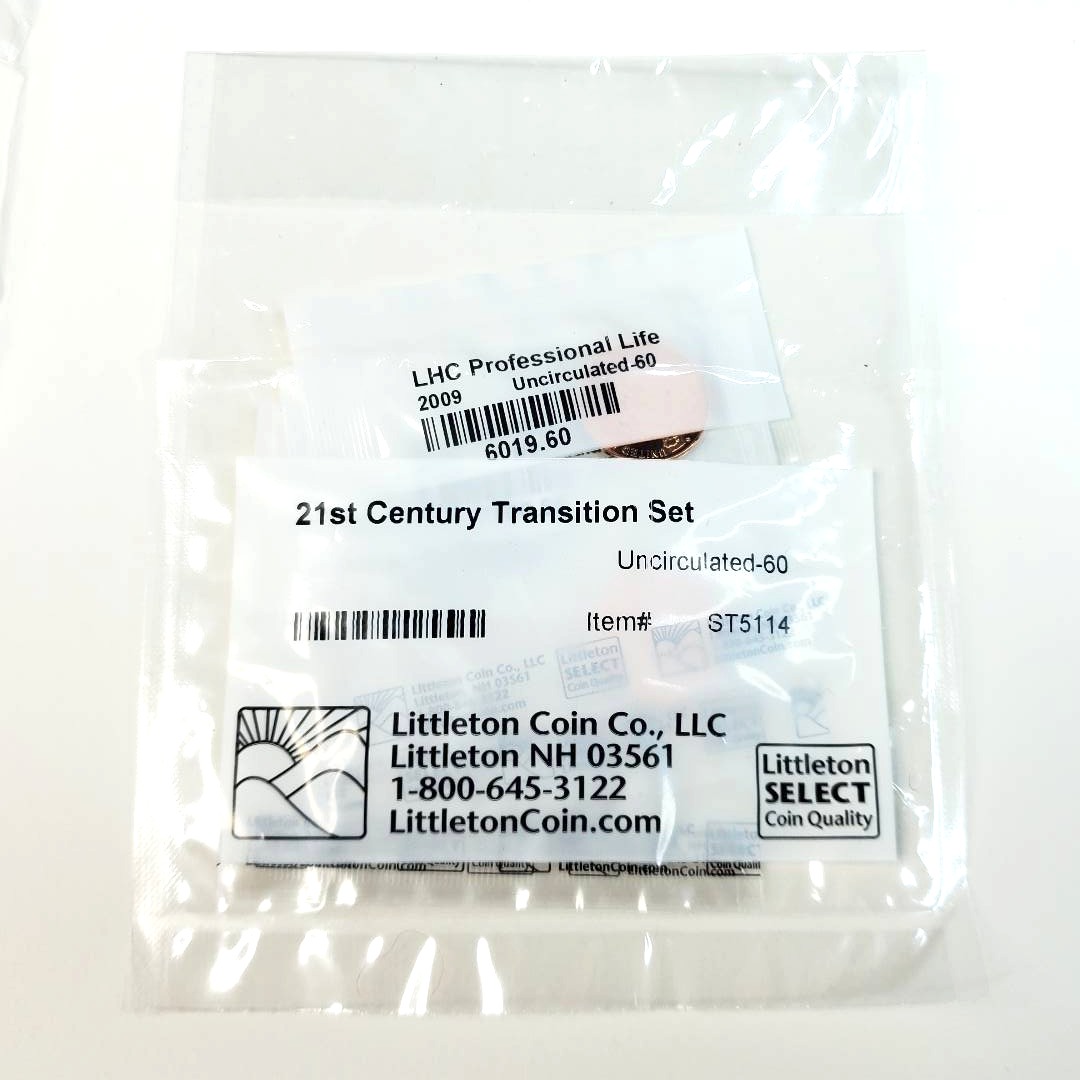 LHC Professional Life
2009 Uncirculated-60
6019.60
21st Century Transition Set
Uncirculated-60
Item# ST5114
Littleton Coin Co., LLC
Littleton NH 03561
1-800-645-3122
LittletonCoin.com
Littleton
SELECT
Coin Quality